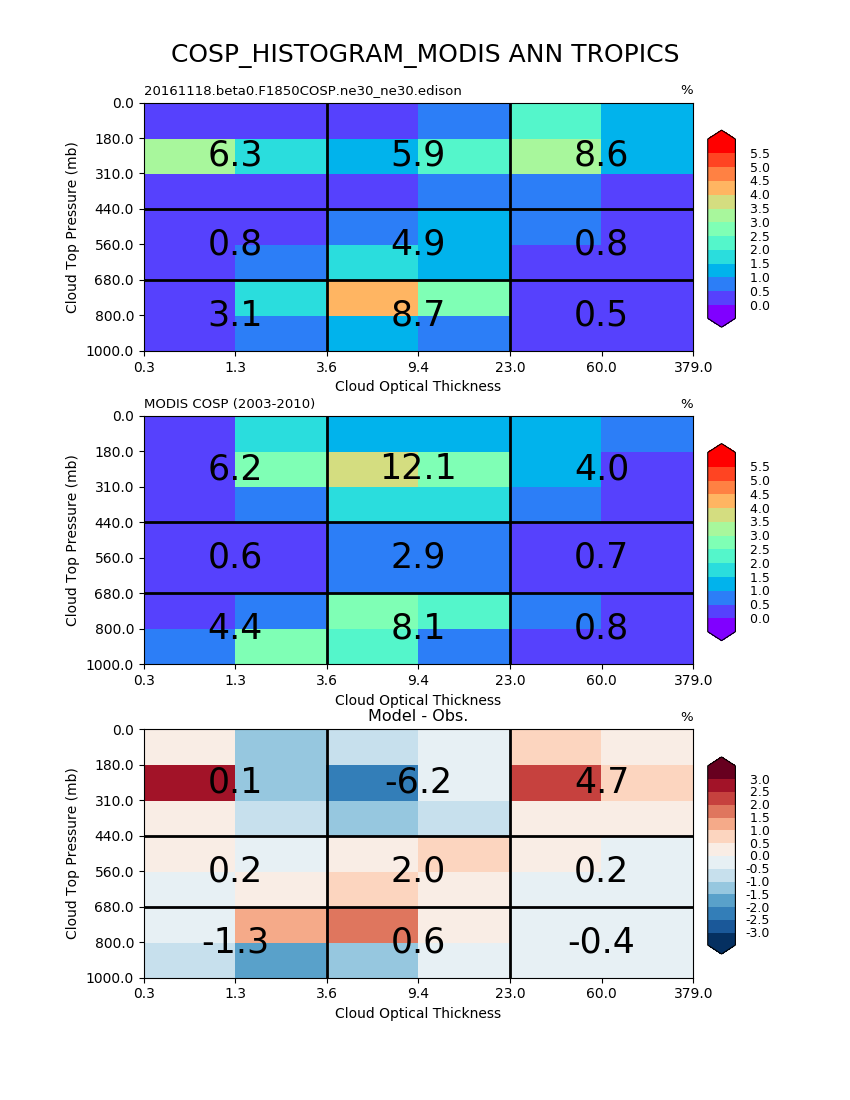 COSP_HISTOGRAM_MODIS ANN TROPICS
20161118.beta0.F1850COSP.ne30_ne30.edison %
0.0
180.0
310.0
440.0
560.0
680.0
800.0
1000.0
Cloud Top Pressure (mb)
6.3 5.9 8.6
0.8 4.9 0.8
3.1 8.7 0.5
0.3 1.3 3.6 9.4 23.0 60.0 379.0
Cloud Optical Thickness
5.5
5.0
4.5
4.0
3.5
3.0
2.5
2.0
1.5
1.0
0.5
0.0
MODIS COSP (2003-2010) %
0.0
180.0
310.0
440.0
560.0
680.0
800.0
1000.0
Cloud Top Pressure (mb)
6.2 12.1 4.0
0.6 2.9 0.7
4.4 8.1 0.8
0.3 1.3 3.6 9.4 23.0 60.0 379.0
Cloud Optical Thickness
5.5
5.0
4.5
4.0
3.5
3.0
2.5
2.0
1.5
1.0
0.5
0.0
Model - Obs. %
0.0
180.0
310.0
440.0
560.0
680.0
800.0
1000.0
Cloud Top Pressure (mb)
0.1 -6.2 4.7
0.2 2.0 0.2
-1.3 0.6 -0.4
0.3 1.3 3.6 9.4 23.0 60.0 379.0
Cloud Optical Thickness
3.0
2.5
2.0
1.5
1.0
0.5
0.0
-0.5
-1.0
-1.5
-2.0
-2.5
-3.0